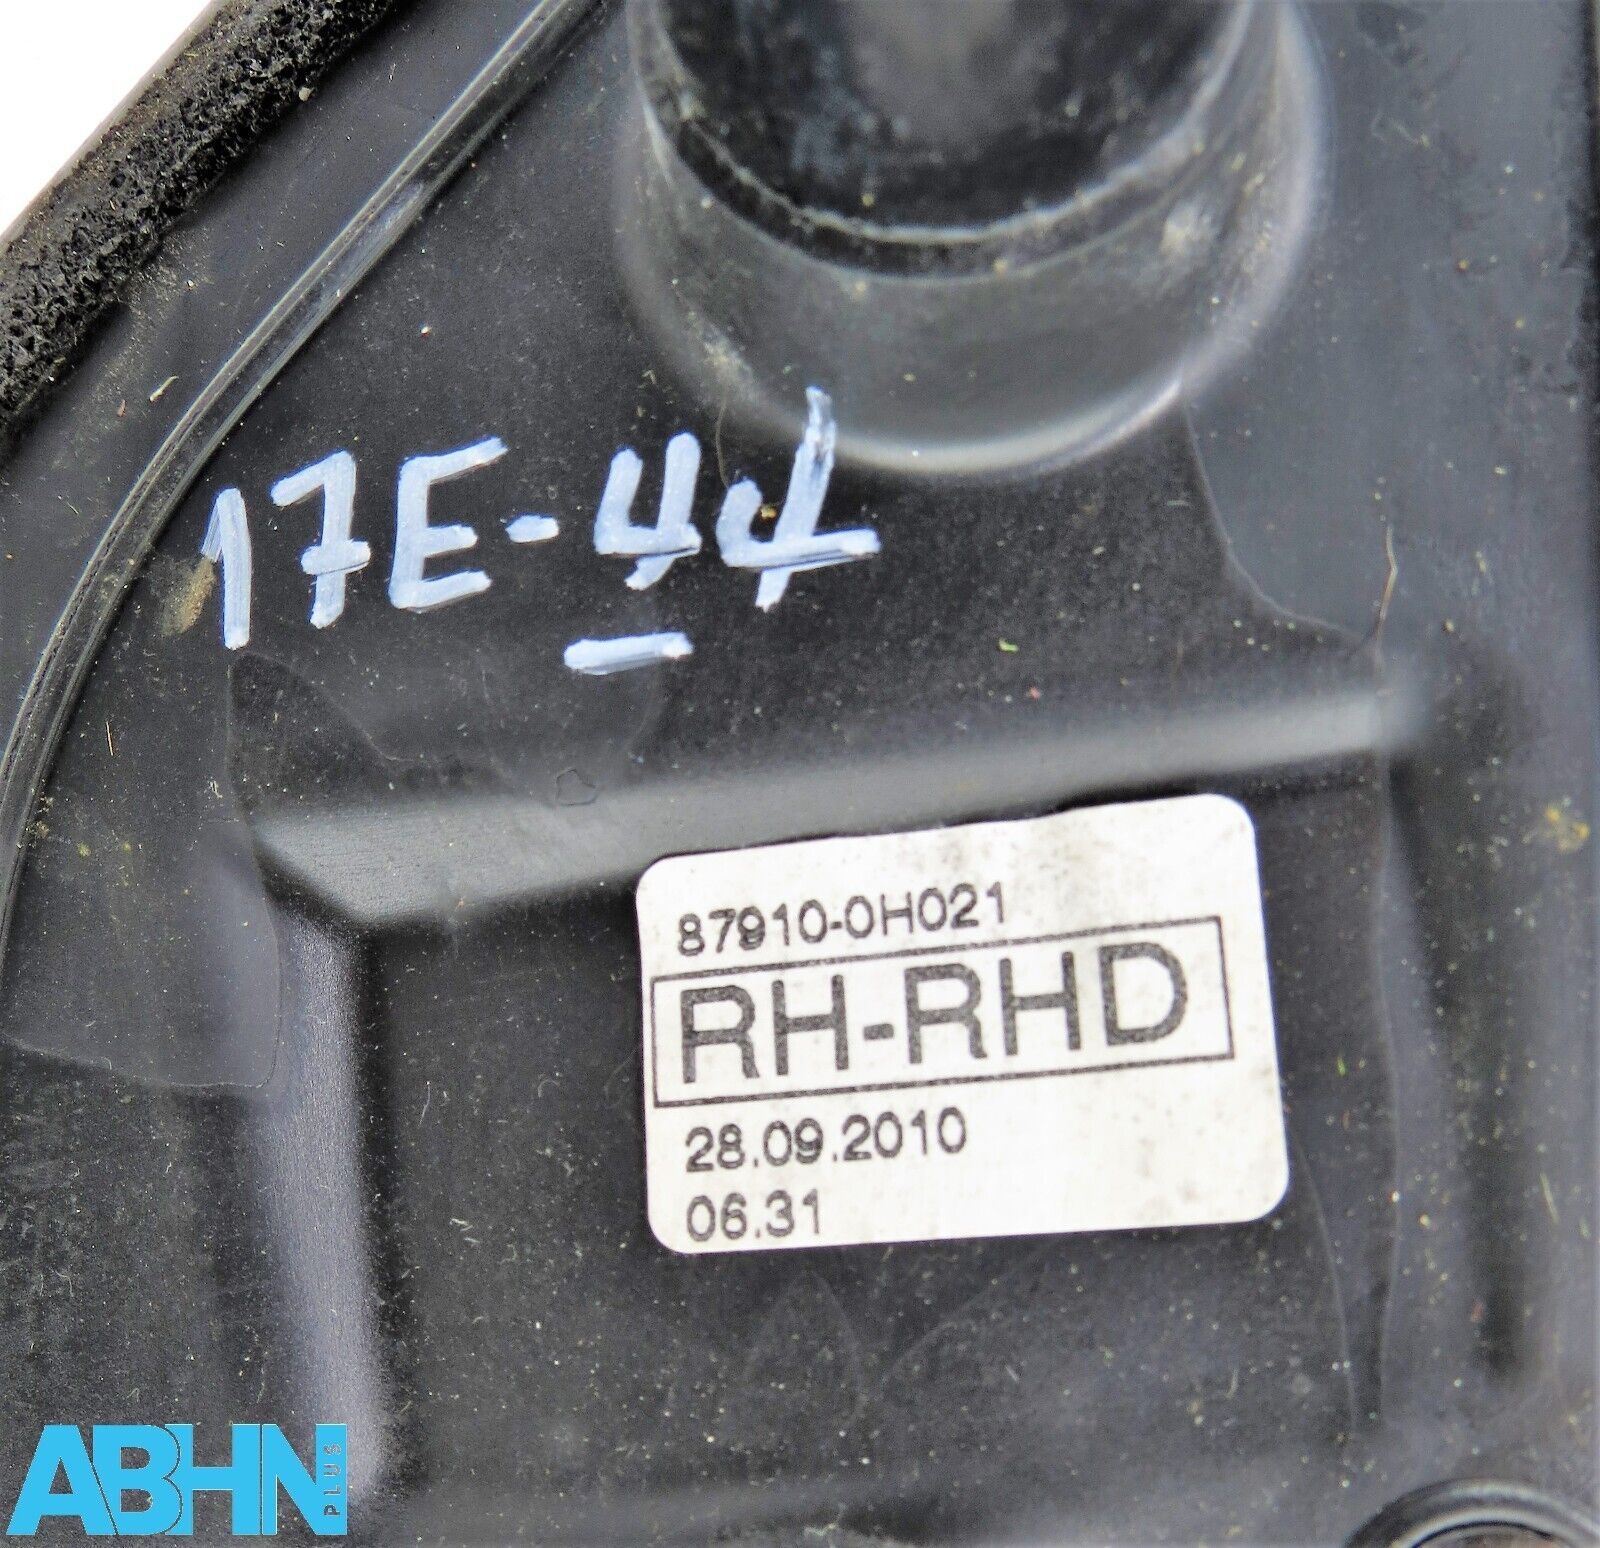 17E-44
87910-0H021
RH-RHD
28.09.2010
06.31
ABHN
PLUS